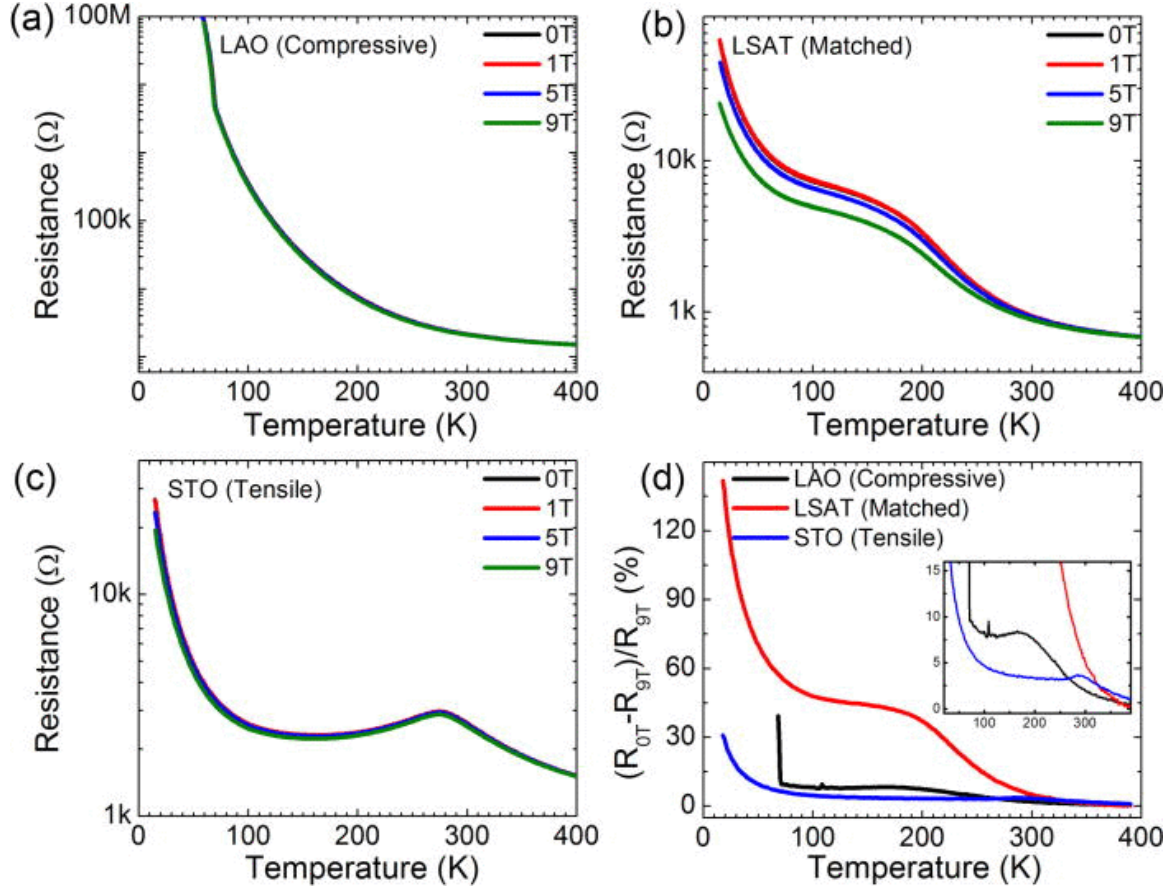 (a)
100M
LAO (Compressive)
0T
1T
5T
9T
100k
Resistance (Ω)
0 100 200 300 400
Temperature (K)
(b)
LSAT (Matched)
0T
1T
5T
9T
10k
1k
Resistance (Ω)
0 100 200 300 400
Temperature (K)
(c)
STO (Tensile)
0T
1T
5T
9T
10k
1k
Resistance (Ω)
0 100 200 300 400
Temperature (K)
(d)
LAO (Compressive)
LSAT (Matched)
STO (Tensile)
120
90
60
30
0
(R0T-R9T)/R9T (%)
15
10
5
0
100 200 300
0 100 200 300 400
Temperature (K)